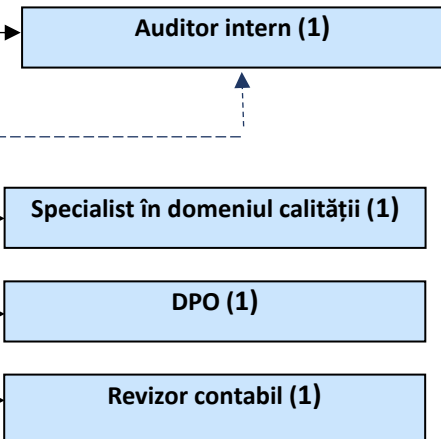 Auditor intern (1)
Specialist în domeniul calității (1)
DPO (1)
Revizor contabil (1)